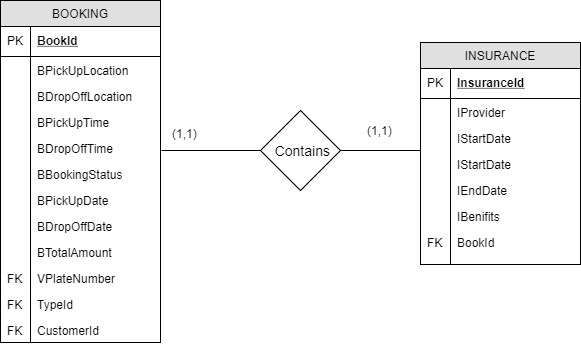 BOOKING
PK BookId
BPickUpLocation
BDropOffLocation
BPickUpTime
BDropOffTime
BBookingStatus
BPickUpDate
BDropOffDate
BTotalAmount
FK VPlateNumber
FK TypeId
FK CustomerId
(1,1)
Contains
(1,1)
INSURANCE
PK InsuranceId
IProvider
IStartDate
IStartDate
IEndDate
IBenifits
FK BookId